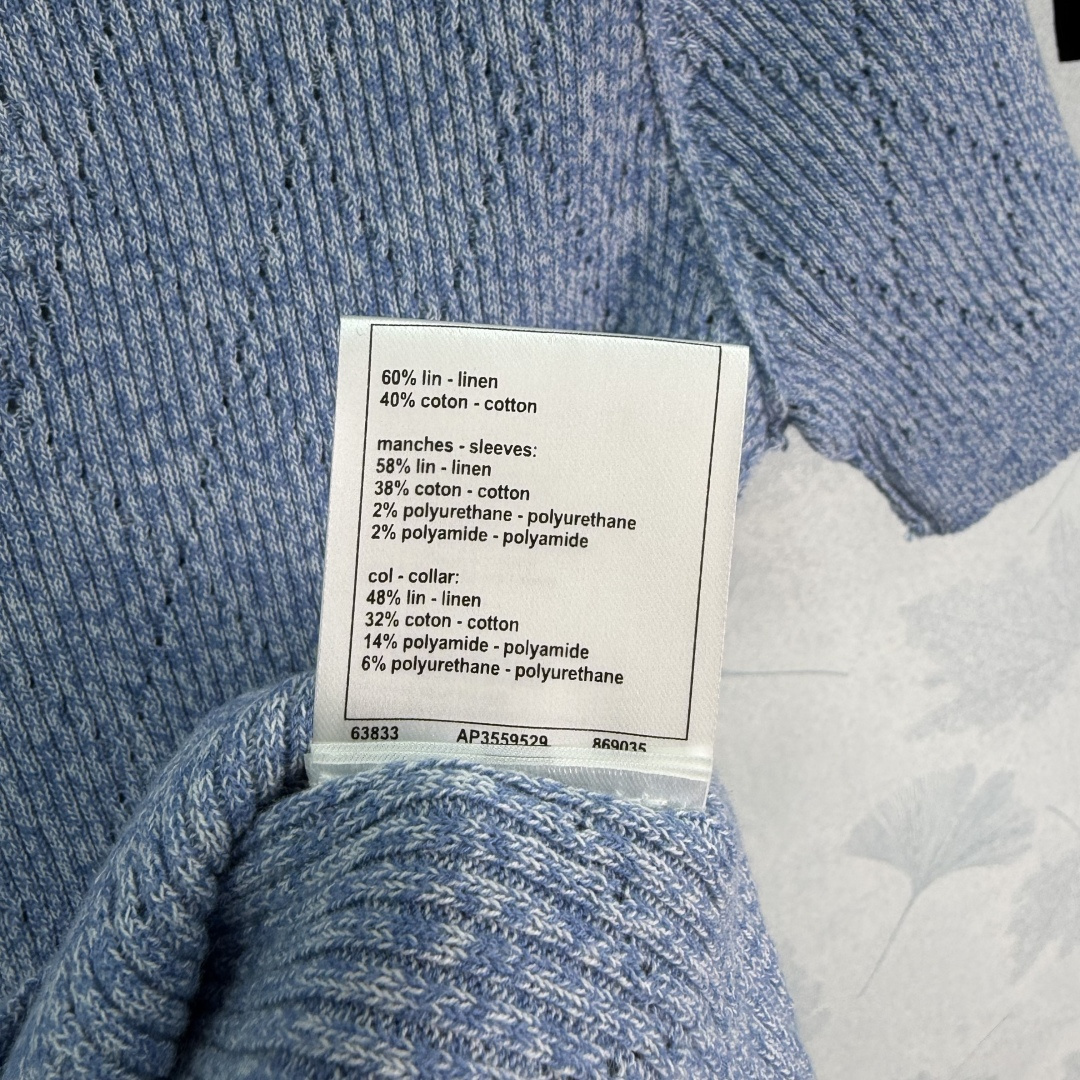 60% lin - linen
40% coton - cotton
manches - sleeves:
58% lin - linen
38% coton - cotton
2% polyurethane - polyurethane
2% polyamide - polyamide
col - collar:
48% lin - linen
32% coton - cotton
14% polyamide - polyamide
6% polyurethane - polyurethane
63833 AP3559529 869035